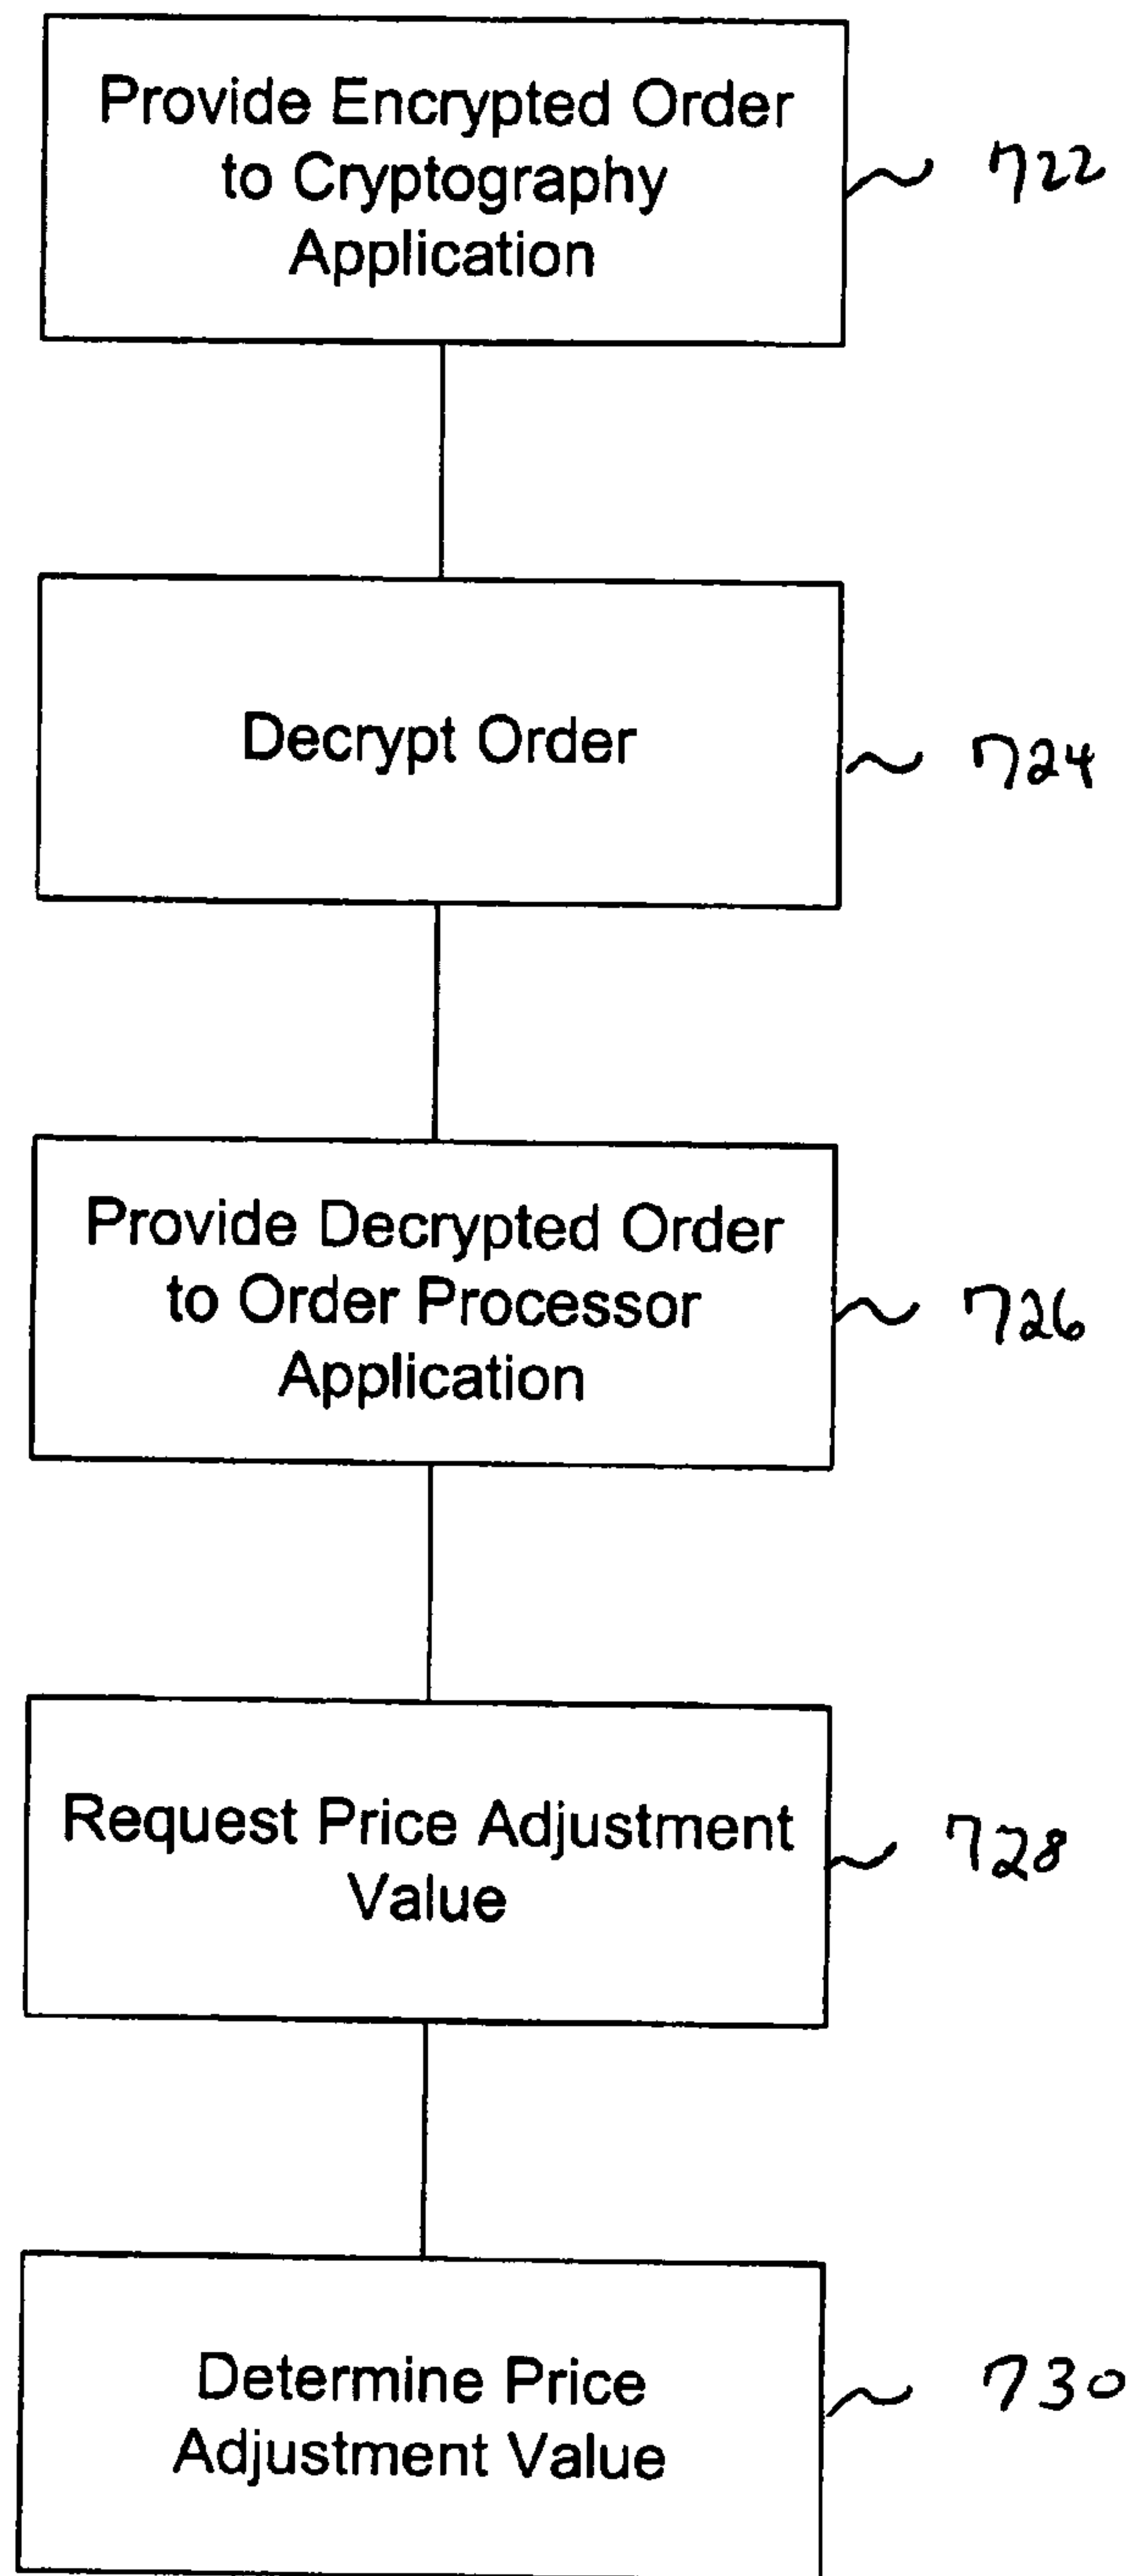 Provide Encrypted Order
to Cryptography
Application
722
Decrypt Order
724
Provide Decrypted Order
to Order Processor
Application
726
Request Price Adjustment
Value
728
Determine Price
Adjustment Value
730